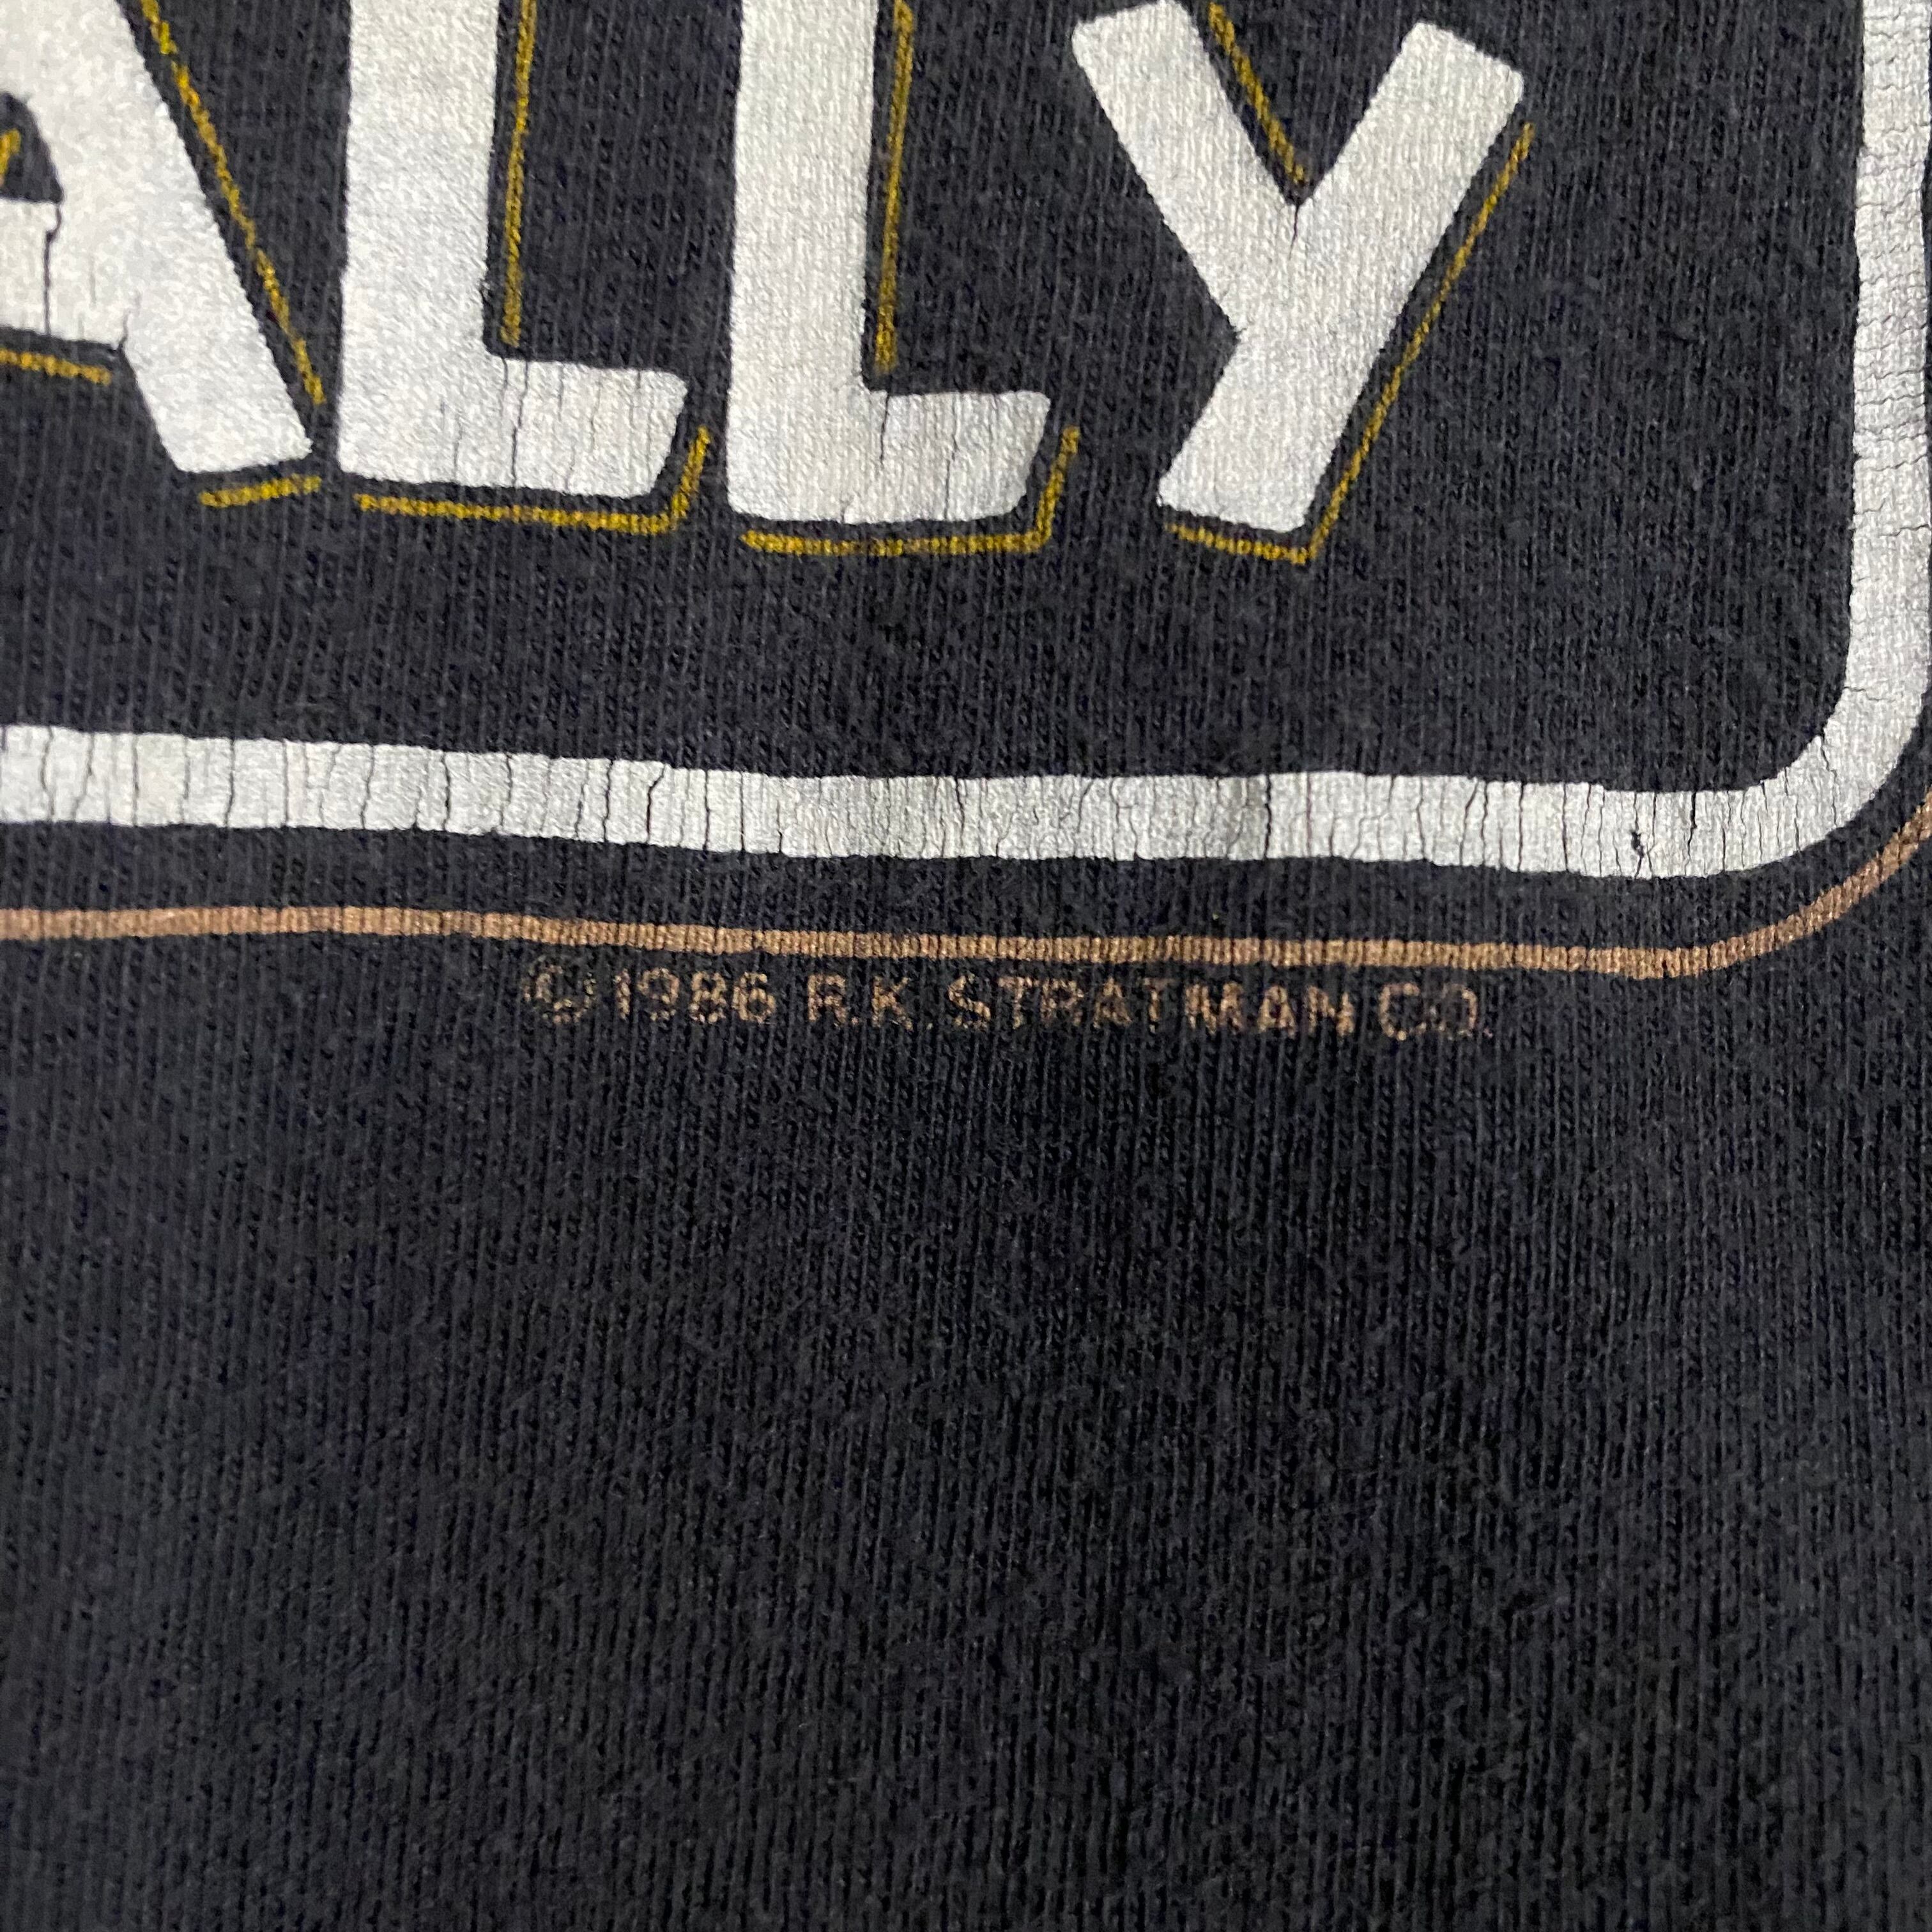 ALLY
© 1986 R.K. STRATMAN CO.